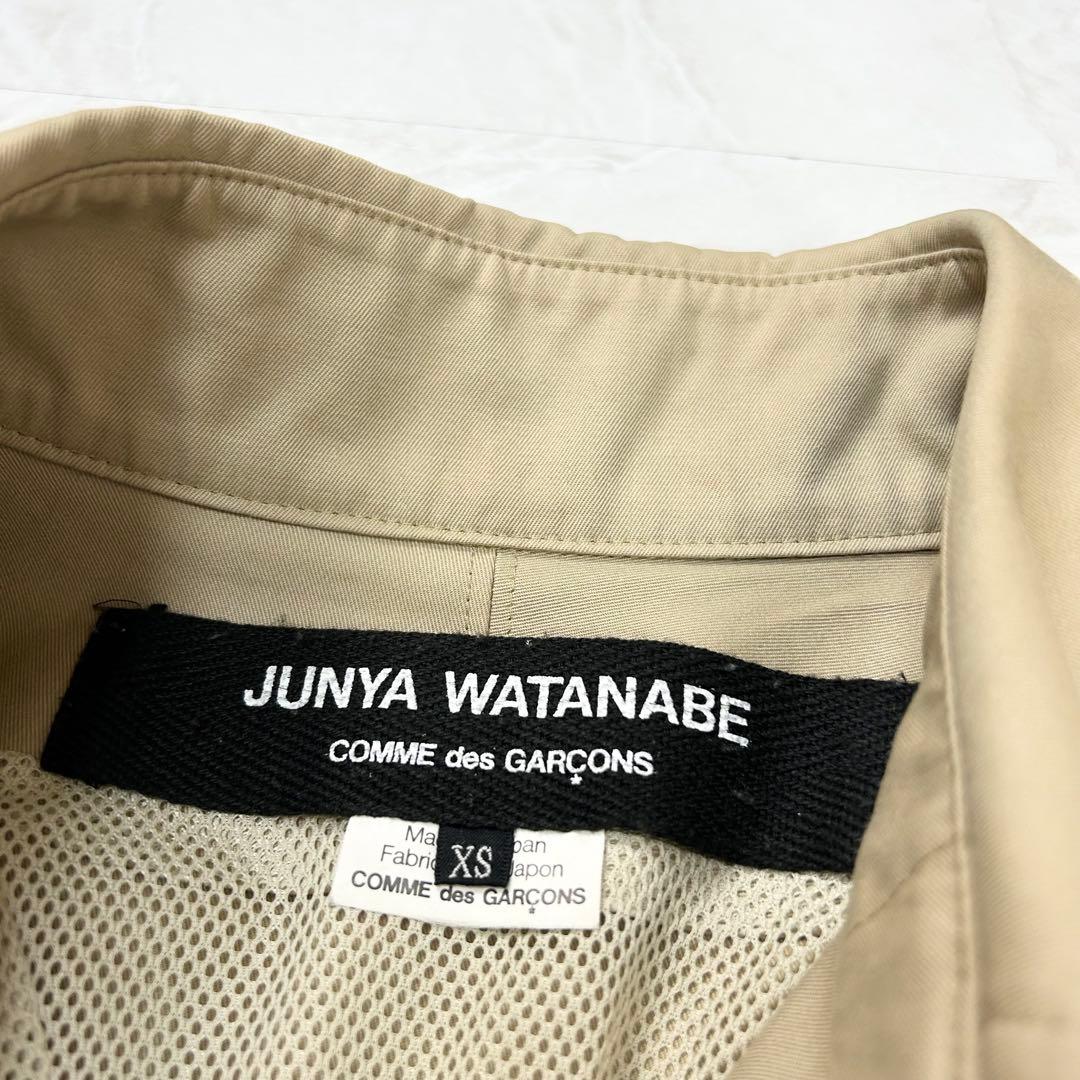 JUNYA WATANABE
COMME des GARÇONS
XS
Japon
COMME des GARÇONS